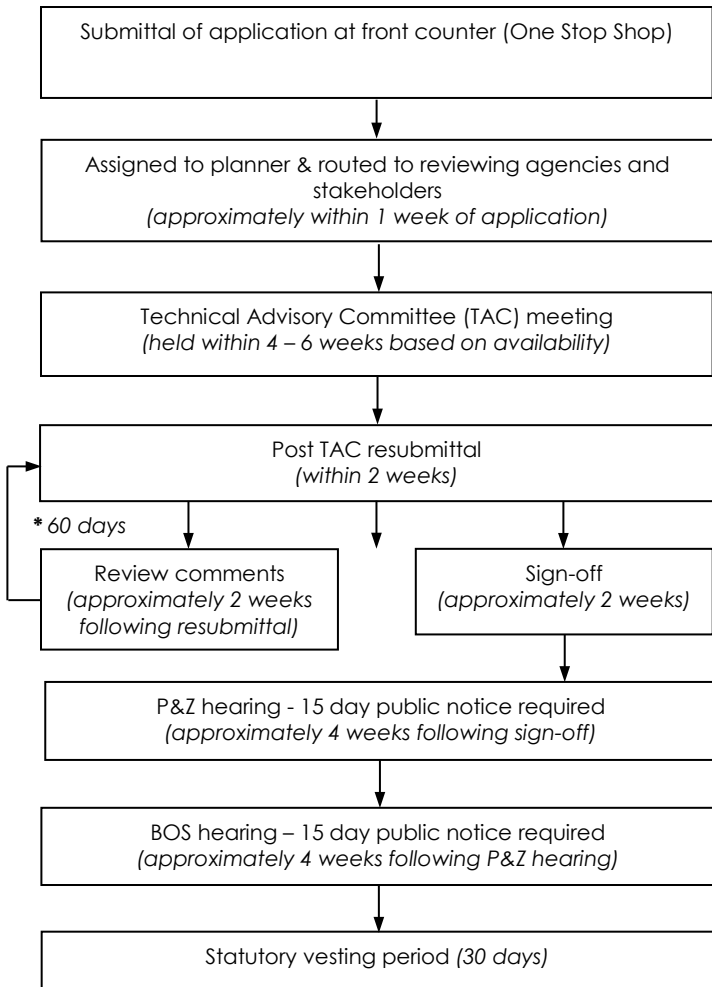 Submittal of application at front counter (One Stop Shop)
Assigned to planner & routed to reviewing agencies and
stakeholders
(approximately within 1 week of application)
Technical Advisory Committee (TAC) meeting
(held within 4 – 6 weeks based on availability)
Post TAC resubmittal
(within 2 weeks)
* 60 days
Review comments
(approximately 2 weeks
following resubmittal)
Sign-off
(approximately 2 weeks)
P&Z hearing - 15 day public notice required
(approximately 4 weeks following sign-off)
BOS hearing – 15 day public notice required
(approximately 4 weeks following P&Z hearing)
Statutory vesting period (30 days)